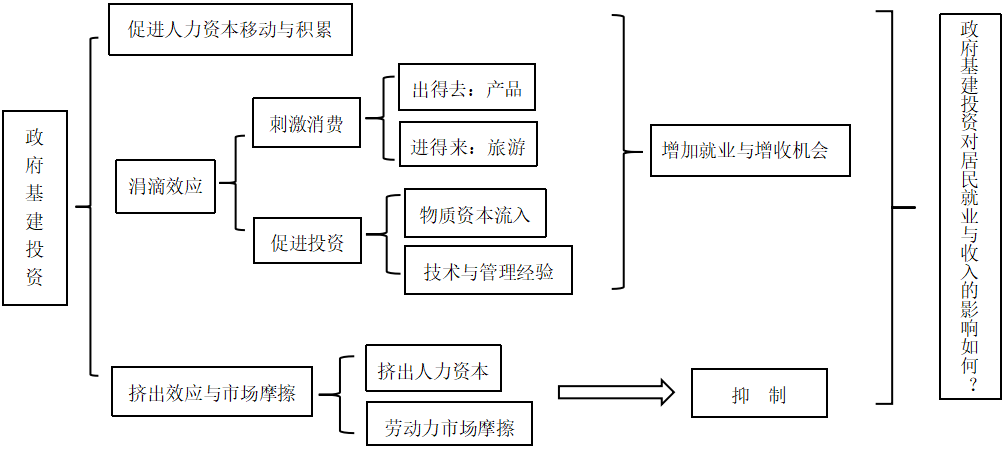 政府基建投资
促进人力资本移动与积累
涓滴效应
刺激消费
出得去：产品
进得来：旅游
促进投资
物质资本流入
技术与管理经验
增加就业与增收机会
挤出效应与市场摩擦
挤出人力资本
劳动力市场摩擦
抑 制
政府基建投资对居民就业与收入的影响如何？